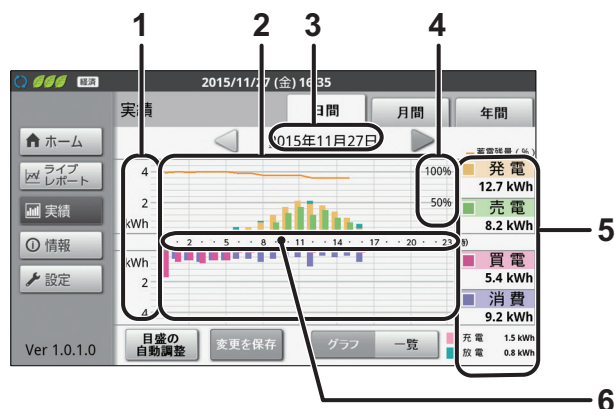 1 2 3 4
経済 2015/11/27 (金) 16:35
実績 日間 月間 年間
2015年11月27日
ホーム
ライブ
レポート
実績
情報
設定
Ver 1.0.1.0
蓄電残量 (%)
4 100%
2 50%
kWh
2 5 8 11 14 17 20 23 時)
kWh
2
4
発電
12.7 kWh
売電
8.2 kWh
買電
5.4 kWh
消費
9.2 kWh
充電 1.5 kWh
放電 0.8 kWh
5
目盛の
自動調整
変更を保存
グラフ 一覧
6